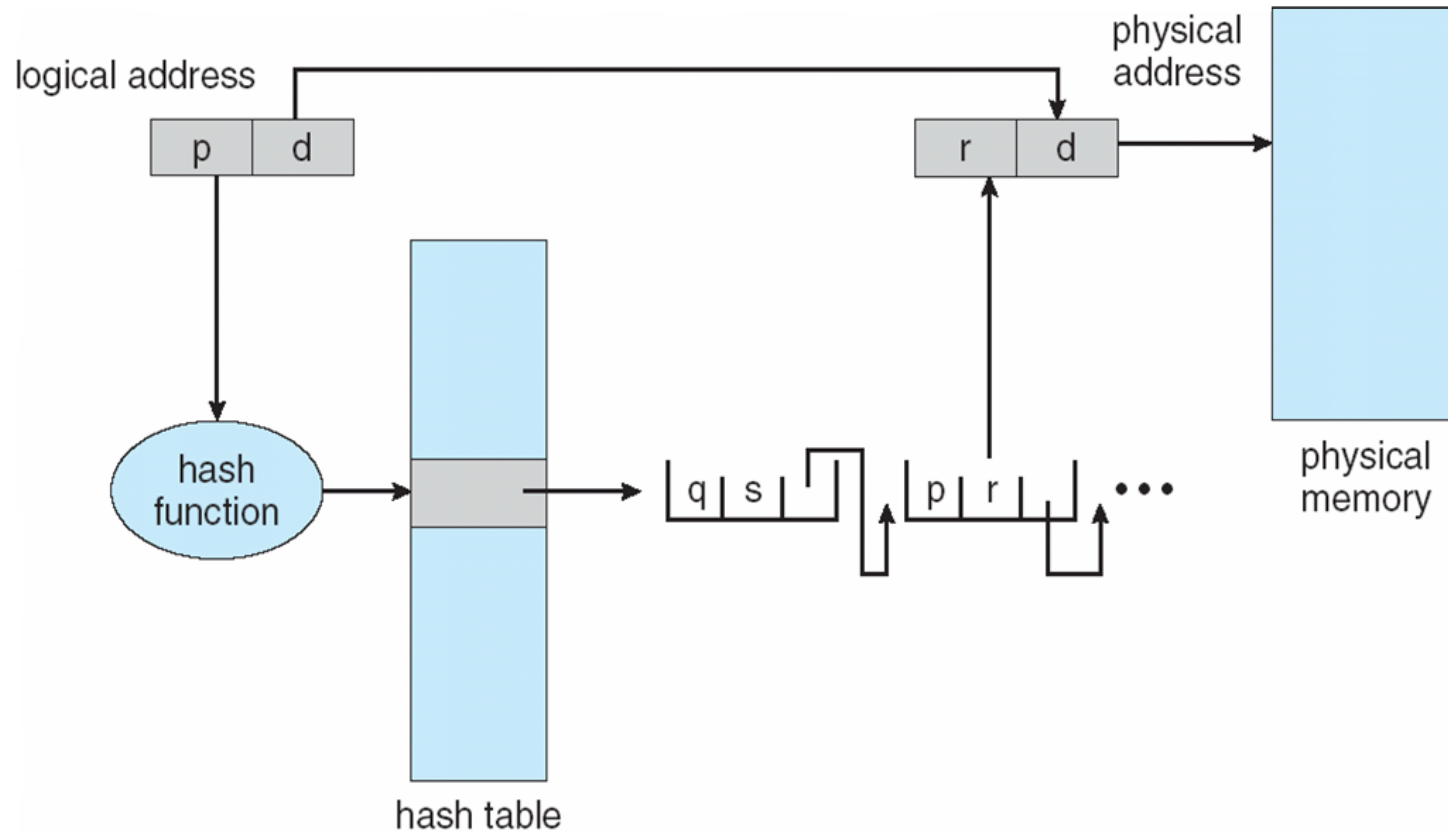 logical address
p d
physical
address
r d
hash
function
q s
p r
physical
memory
hash table